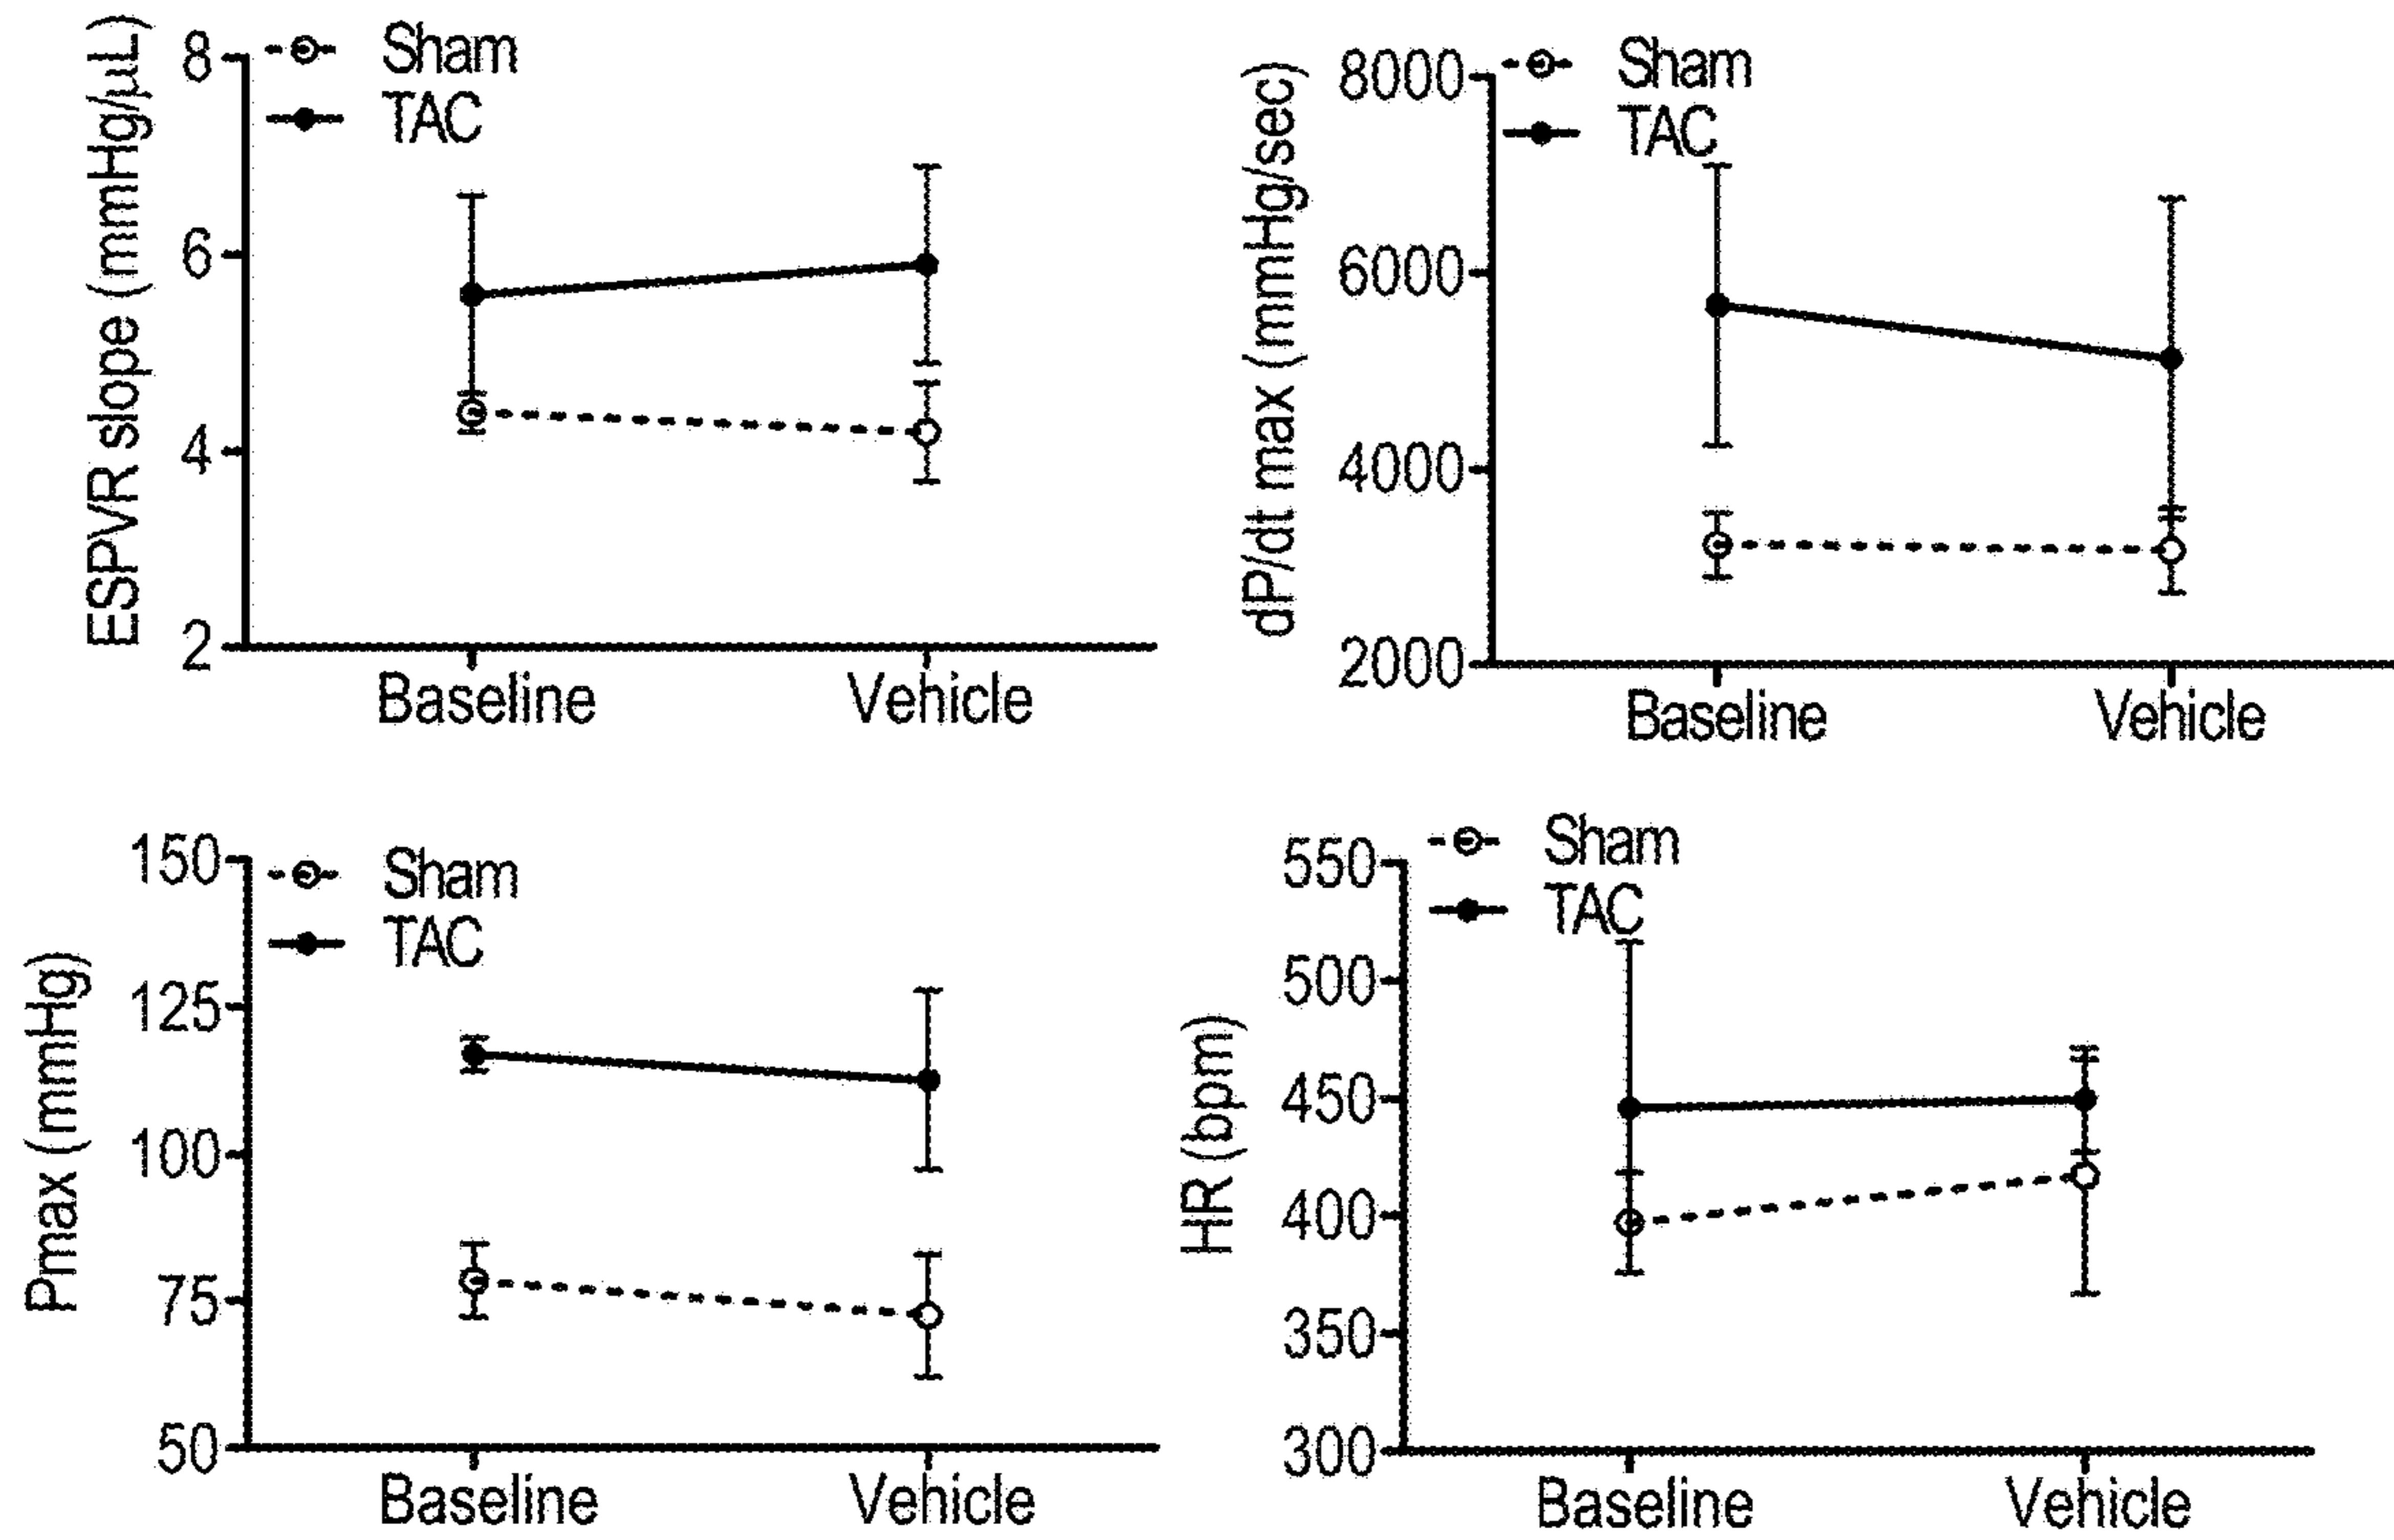 ESPVR slope (mmHg/µL)
8
6
4
2
Sham
TAC
Baseline Vehicle
dP/dt max (mmHg/sec)
8000
6000
4000
2000
Sham
TAC
Baseline Vehicle
Pmax (mmHg)
150
125
100
75
50
Sham
TAC
Baseline Vehicle
HR (bpm)
550
500
450
400
350
300
Sham
TAC
Baseline Vehicle